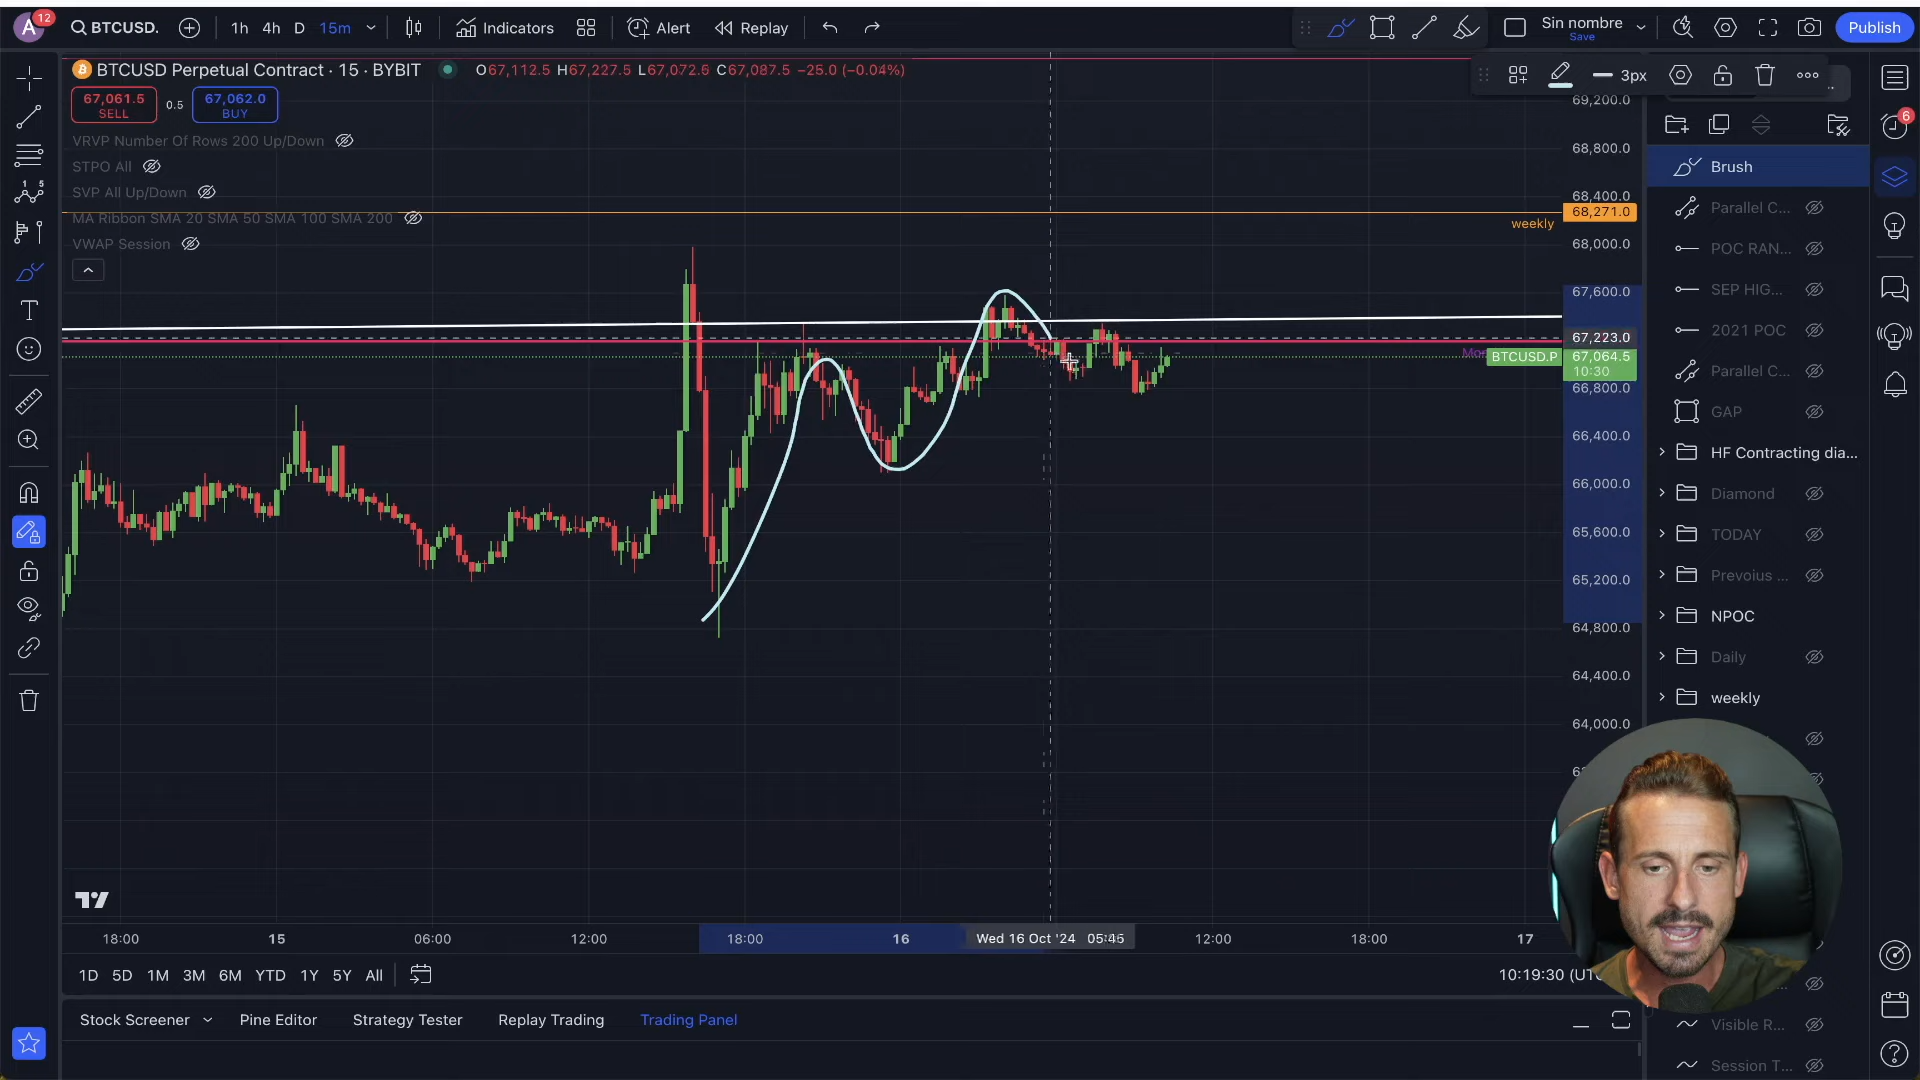 A 12 BTCUSD. 1h 4h D 15m Indicators Alert Replay Sin nombre Save Publish
BTCUSD Perpetual Contract · 15 · BYBIT O67,112.5 H67,227.5 L67,072.5 C67,087.5 −25.0 (−0.04%)
3px
67,061.5 SELL 0.5 67,062.0 BUY
VRVP Number Of Rows 200 Up/Down
STPO All
SVP All Up/Down
MA Ribbon SMA 20 SMA 50 SMA 100 SMA 200
VWAP Session
weekly
69,200.0
68,800.0
68,400.0
68,271.0
68,000.0
67,600.0
67,223.0
BTCUSD.P 67,064.5
10:30
66,800.0
66,400.0
66,000.0
65,600.0
65,200.0
64,800.0
64,400.0
64,000.0
6
Brush
Parallel C...
POC RAN...
SEP HIG...
2021 POC
Parallel C...
GAP
HF Contracting dia...
Diamond
TODAY
Prevoius ...
NPOC
Daily
weekly
Visible R...
Session T...
18:00 15 06:00 12:00 18:00 16 Wed 16 Oct '24 05:45 12:00 18:00 17
1D 5D 1M 3M 6M YTD 1Y 5Y All 10:19:30
Stock Screener Pine Editor Strategy Tester Replay Trading Trading Panel